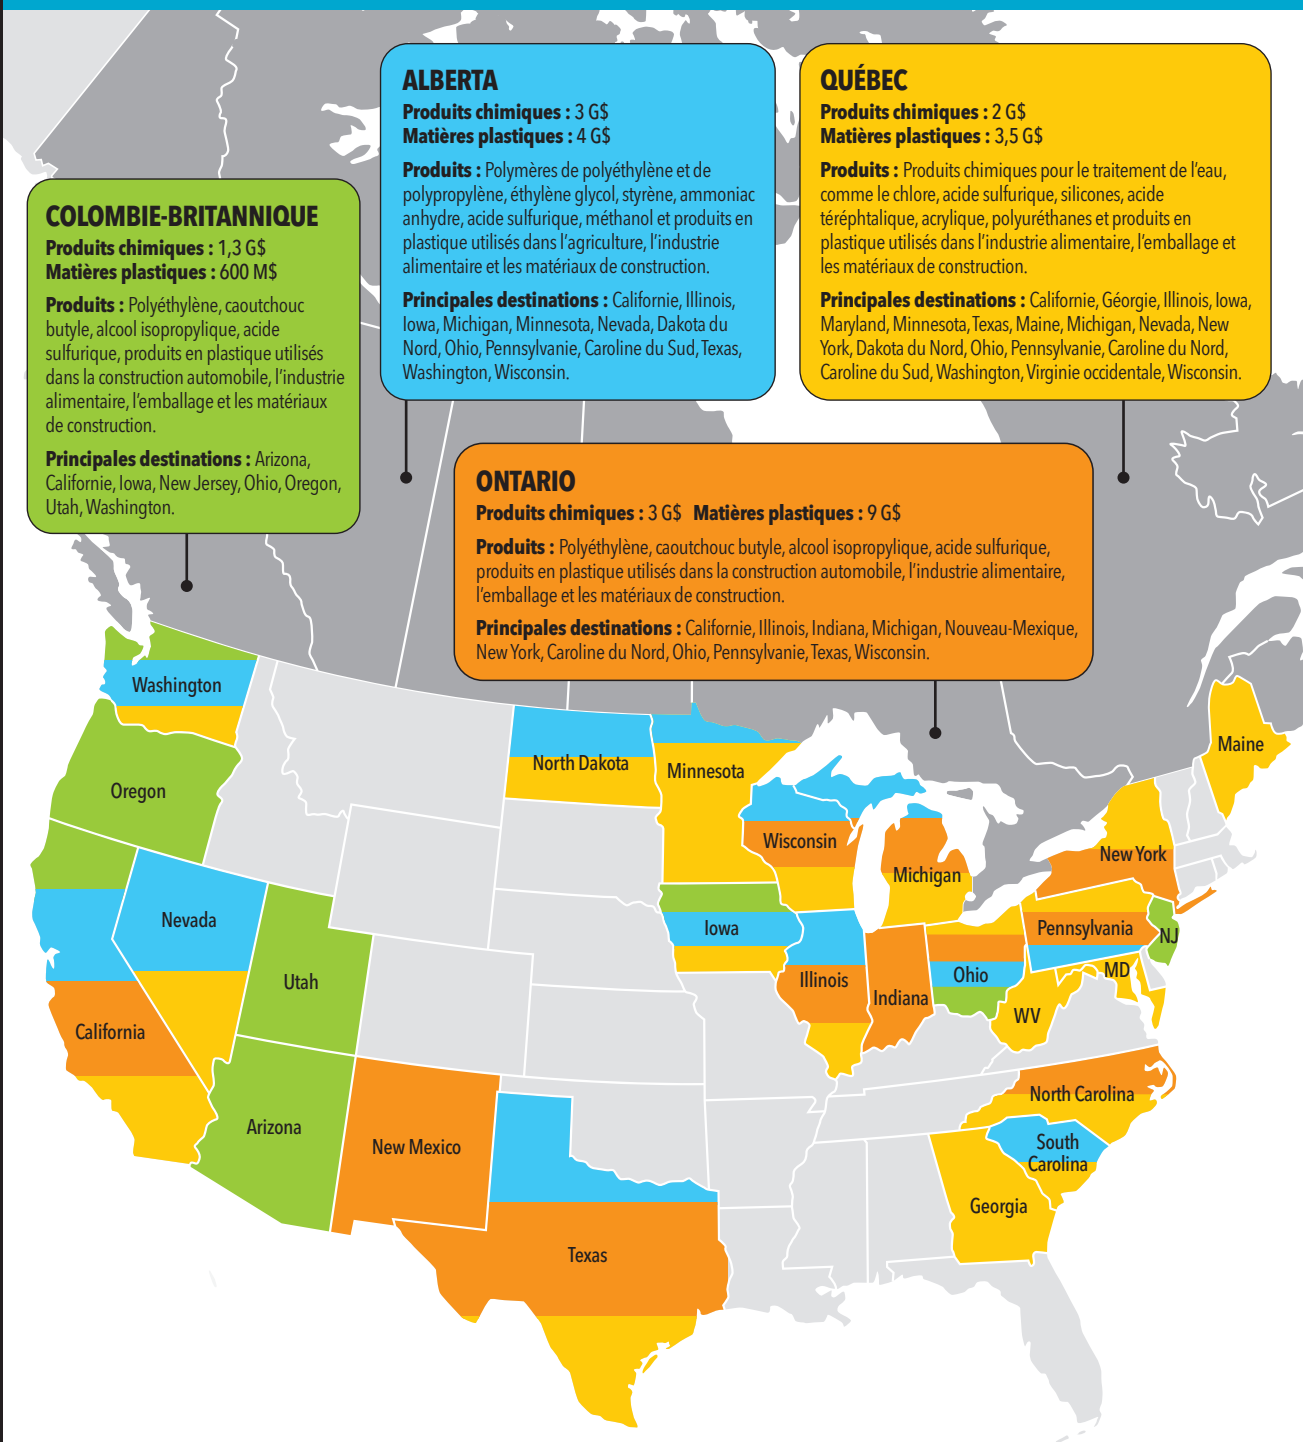 ALBERTA
Produits chimiques : 3 G$
Matières plastiques : 4 G$
Produits : Polymères de polyéthylène et de
polypropylène, éthylène glycol, styrène, ammoniac
anhydre, acide sulfurique, méthanol et produits en
plastique utilisés dans l'agriculture, l'industrie
alimentaire et les matériaux de construction.
Principales destinations : Californie, Illinois,
Iowa, Michigan, Minnesota, Nevada, Dakota du
Nord, Ohio, Pennsylvanie, Caroline du Sud, Texas,
Washington, Wisconsin.
QUÉBEC
Produits chimiques : 2 G$
Matières plastiques : 3,5 G$
Produits : Produits chimiques pour le traitement de l'eau,
comme le chlore, acide sulfurique, silicones, acide
téréphtalique, acrylique, polyuréthanes et produits en
plastique utilisés dans l'industrie alimentaire, l'emballage et
les matériaux de construction.
Principales destinations : Californie, Géorgie, Illinois, Iowa,
Maryland, Minnesota, Texas, Maine, Michigan, Nevada, New
York, Dakota du Nord, Ohio, Pennsylvanie, Caroline du Nord,
Caroline du Sud, Washington, Virginie occidentale, Wisconsin.
COLOMBIE-BRITANNIQUE
Produits chimiques : 1,3 G$
Matières plastiques : 600 M$
Produits : Polyéthylène, caoutchouc
butyle, alcool isopropylique, acide
sulfurique, produits en plastique utilisés
dans la construction automobile, l'industrie
alimentaire, l'emballage et les matériaux
de construction.
Principales destinations : Arizona,
Californie, Iowa, New Jersey, Ohio, Oregon,
Utah, Washington.
ONTARIO
Produits chimiques : 3 G$ Matières plastiques : 9 G$
Produits : Polyéthylène, caoutchouc butyle, alcool isopropylique, acide sulfurique,
produits en plastique utilisés dans la construction automobile, l'industrie alimentaire,
l'emballage et les matériaux de construction.
Principales destinations : Californie, Illinois, Indiana, Michigan, Nouveau-Mexique,
New York, Caroline du Nord, Ohio, Pennsylvanie, Texas, Wisconsin.
Washington
Maine
North Dakota
Minnesota
Oregon
Wisconsin
New York
Michigan
Nevada
Iowa
Pennsylvania
NJ
MD
Ohio
Utah
Illinois
Indiana
WV
California
North Carolina
Arizona
New Mexico
South
Carolina
Georgia
Texas